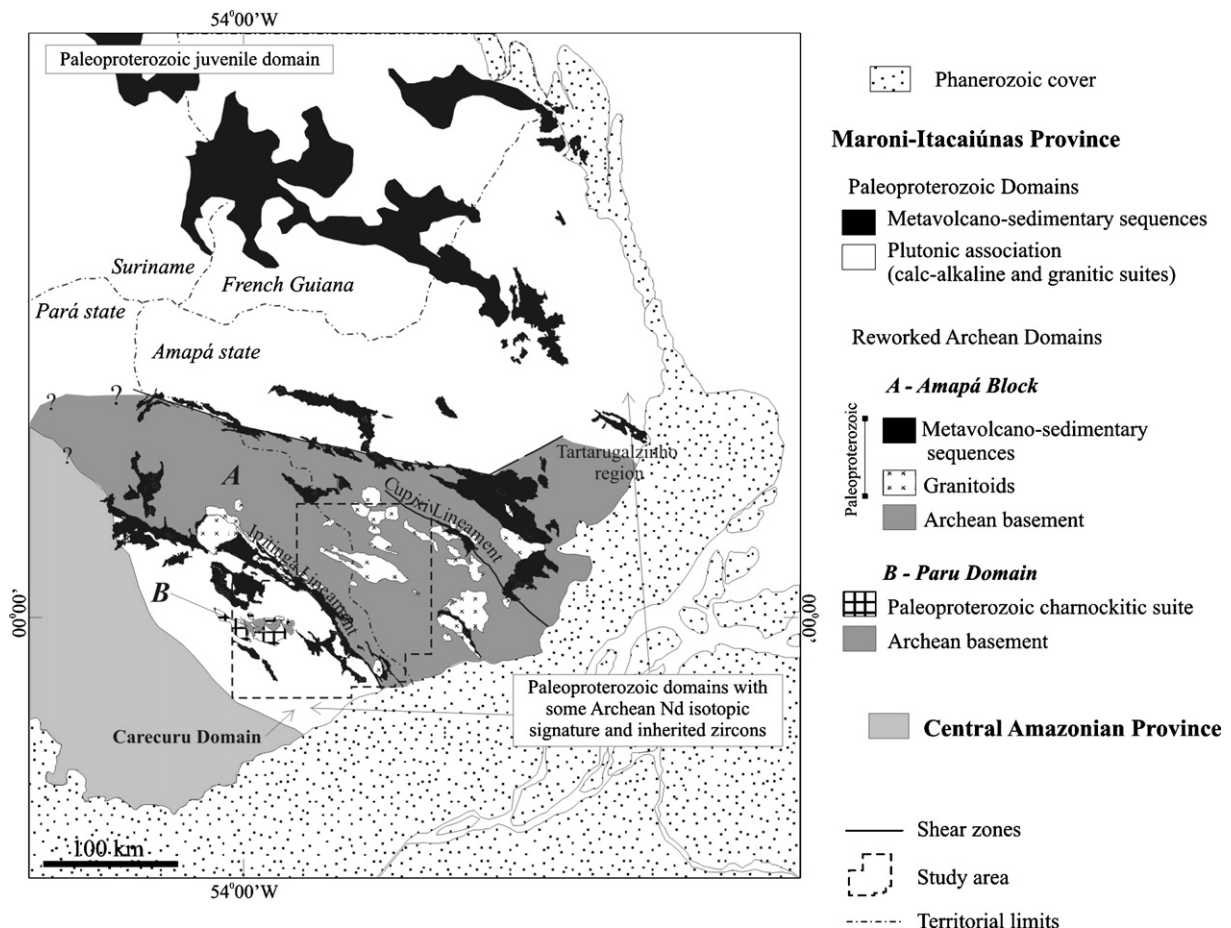 54°00'W
Paleoproterozoic juvenile domain
Suriname
French Guiana
Pará state
Amapá state
?
?
?
Tartarugalzinho
region
A
Cupixi Lineament
Ipitinga Lineament
B
00°00'
00°00'
Paleoproterozoic domains with
some Archean Nd isotopic
signature and inherited zircons
Carecuru Domain
100 km
54°00'W
Phanerozoic cover
Maroni-Itacaiúnas Province
Paleoproterozoic Domains
Metavolcano-sedimentary sequences
Plutonic association
(calc-alkaline and granitic suites)
Reworked Archean Domains
A - Amapá Block
Paleoproterozoic
Metavolcano-sedimentary
sequences
Granitoids
Archean basement
B - Paru Domain
Paleoproterozoic charnockitic suite
Archean basement
Central Amazonian Province
Shear zones
Study area
Territorial limits